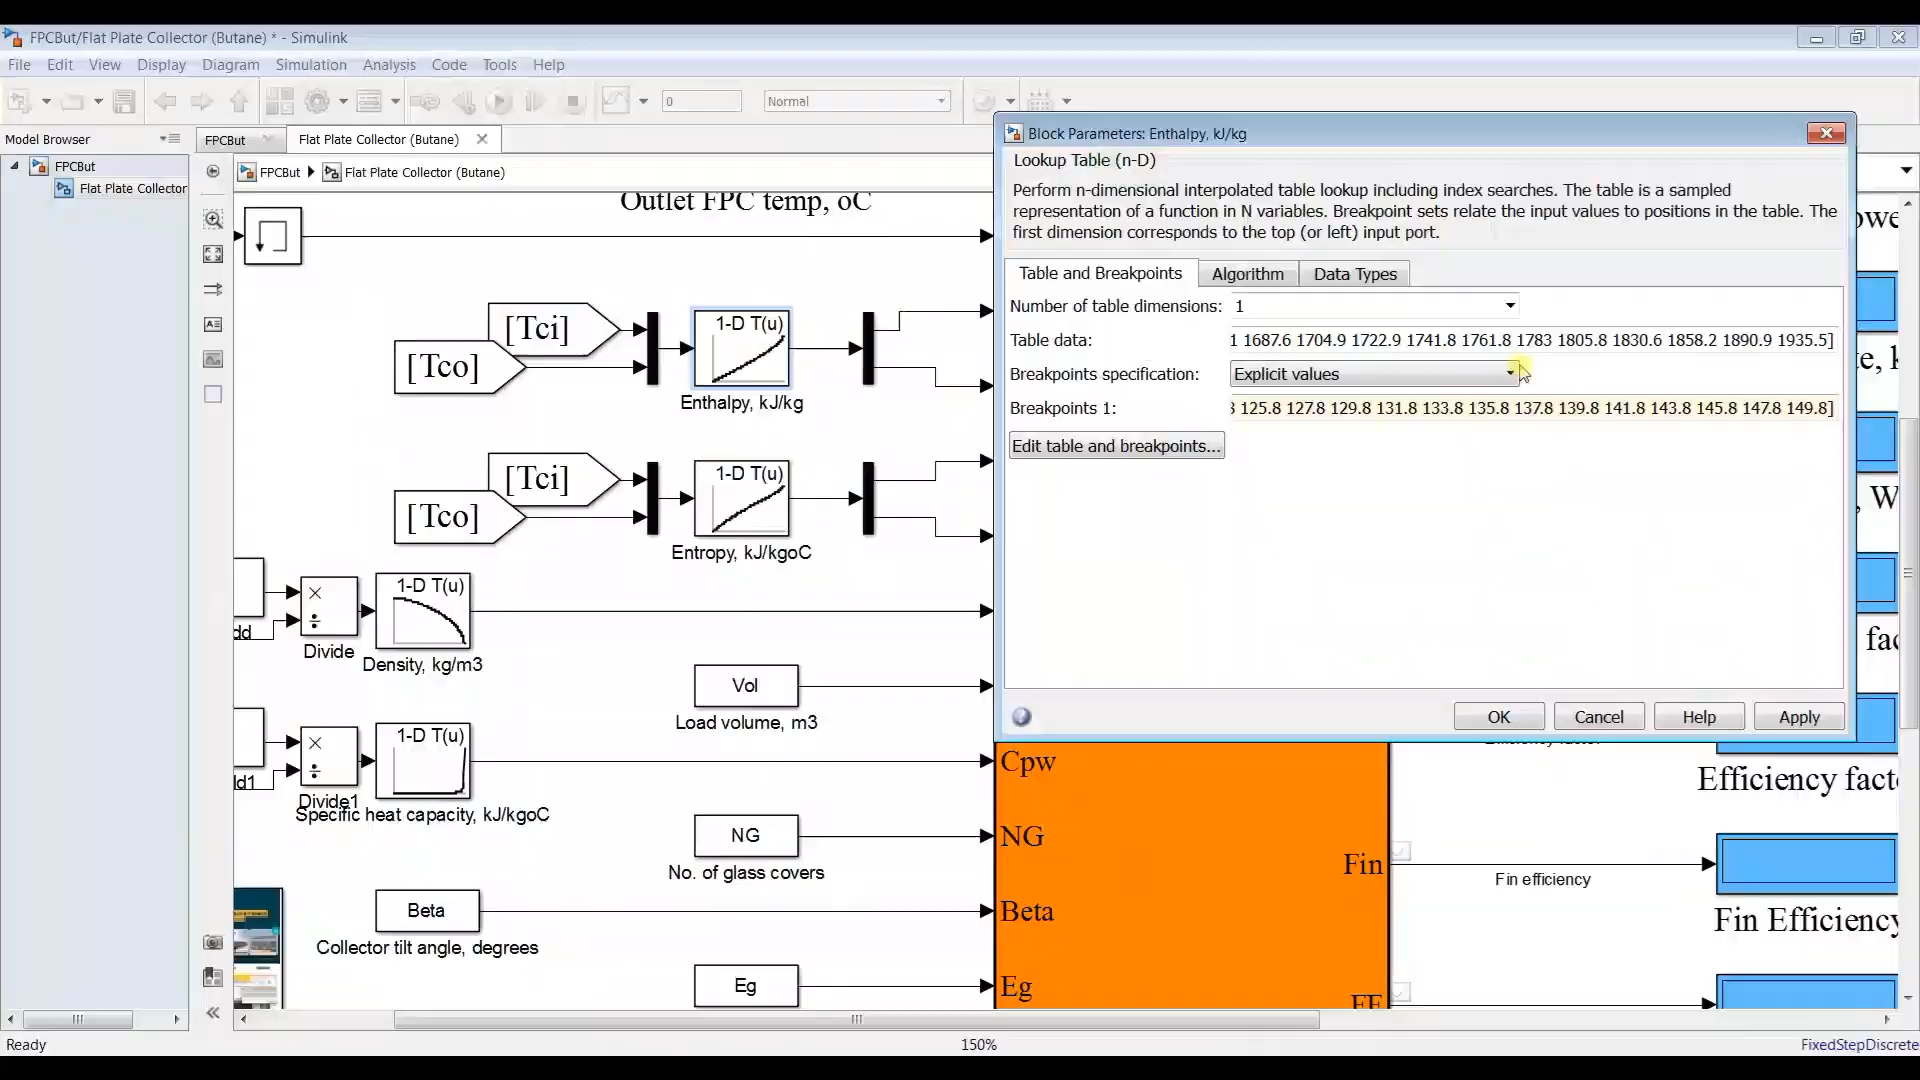 FPCBut/Flat Plate Collector (Butane) * - Simulink
File Edit View Display Diagram Simulation Analysis Code Tools Help
0
Normal
Model Browser
FPCBut
Flat Plate Collector (Butane)
FPCBut
Flat Plate Collector
FPCBut
Flat Plate Collector (Butane)
Outlet FPC temp, oC
[Tci]
[Tco]
1-D T(u)
Enthalpy, kJ/kg
[Tci]
[Tco]
1-D T(u)
Entropy, kJ/kgoC
dd
×
÷
Divide
1-D T(u)
Density, kg/m3
Vol
Load volume, m3
ld1
×
÷
Divide1
1-D T(u)
Specific heat capacity, kJ/kgoC
NG
No. of glass covers
Beta
Collector tilt angle, degrees
Eg
Block Parameters: Enthalpy, kJ/kg
Lookup Table (n-D)
Perform n-dimensional interpolated table lookup including index searches. The table is a sampled
representation of a function in N variables. Breakpoint sets relate the input values to positions in the table. The
first dimension corresponds to the top (or left) input port.
Table and Breakpoints
Algorithm
Data Types
Number of table dimensions: 1
Table data: 1 1687.6 1704.9 1722.9 1741.8 1761.8 1783 1805.8 1830.6 1858.2 1890.9 1935.5]
Breakpoints specification: Explicit values
Breakpoints 1: 125.8 127.8 129.8 131.8 133.8 135.8 137.8 139.8 141.8 143.8 145.8 147.8 149.8]
Edit table and breakpoints...
OK
Cancel
Help
Apply
Cpw
NG
Beta
Eg
Fin
FF
Fin efficiency
, W
Fin Efficiency
Ready
150%
FixedStepDiscrete